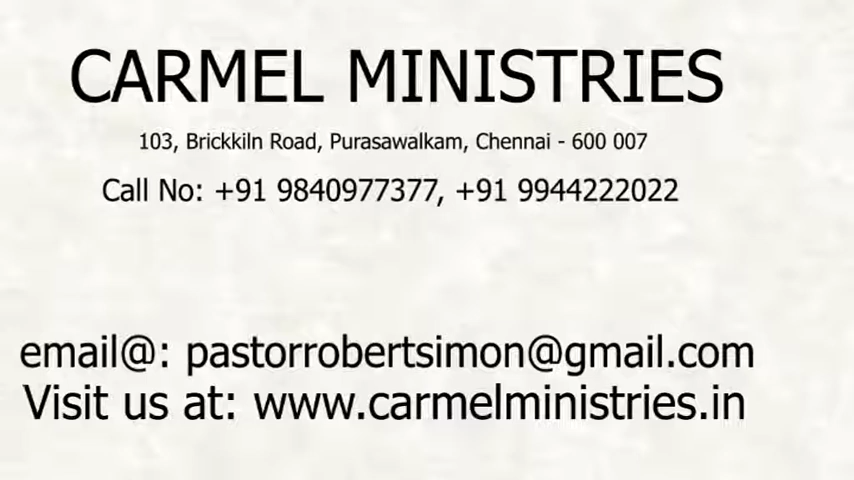 CARMEL MINISTRIES
103, Brickkiln Road, Purasawalkam, Chennai - 600 007
Call No: +91 9840977377, +91 9944222022
email@: pastorrobertsimon@gmail.com
Visit us at: www.carmelministries.in